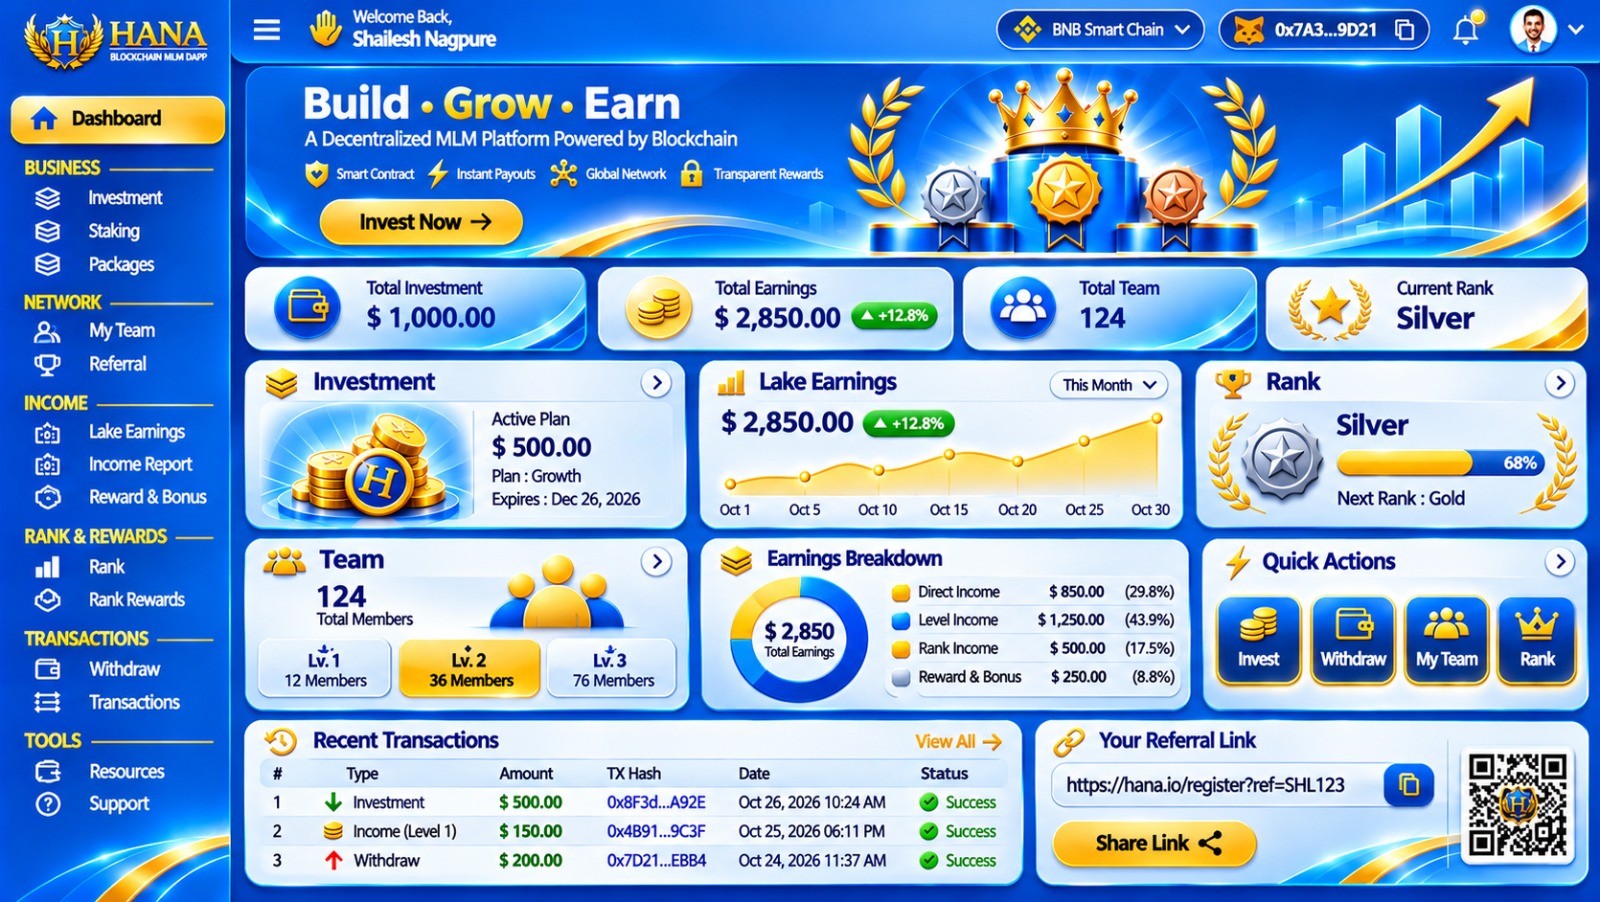 HANA
BLOCKCHAIN MLM DAPP
Dashboard
BUSINESS
Investment
Staking
Packages
NETWORK
My Team
Referral
INCOME
Lake Earnings
Income Report
Reward & Bonus
RANK & REWARDS
Rank
Rank Rewards
TRANSACTIONS
Withdraw
Transactions
TOOLS
Resources
Support
Welcome Back,
Shailesh Nagpure
BNB Smart Chain
0x7A3...9D21
Build • Grow • Earn
A Decentralized MLM Platform Powered by Blockchain
Smart Contract Instant Payouts Global Network Transparent Rewards
Invest Now →
Total Investment
$ 1,000.00
Total Earnings
$ 2,850.00 ▲ +12.8%
Total Team
124
Current Rank
Silver
Investment
H
Active Plan
$ 500.00
Plan : Growth
Expires : Dec 26, 2026
Lake Earnings
This Month
$ 2,850.00 ▲ +12.8%
Oct 1 Oct 5 Oct 10 Oct 15 Oct 20 Oct 25 Oct 30
Rank
Silver
68%
Next Rank : Gold
Team
124
Total Members
Lv. 1
12 Members
Lv. 2
36 Members
Lv. 3
76 Members
Earnings Breakdown
$ 2,850
Total Earnings
Direct Income $ 850.00 (29.8%)
Level Income $ 1,250.00 (43.9%)
Rank Income $ 500.00 (17.5%)
Reward & Bonus $ 250.00 (8.8%)
Quick Actions
Invest Withdraw My Team Rank
Recent Transactions
View All →
# Type Amount TX Hash Date Status
1 Investment $ 500.00 0x8F3d...A92E Oct 26, 2026 10:24 AM Success
2 Income (Level 1) $ 150.00 0x4B91...9C3F Oct 25, 2026 06:11 PM Success
3 Withdraw $ 200.00 0x7D21...EBB4 Oct 24, 2026 11:37 AM Success
Your Referral Link
https://hana.io/register?ref=SHL123
Share Link